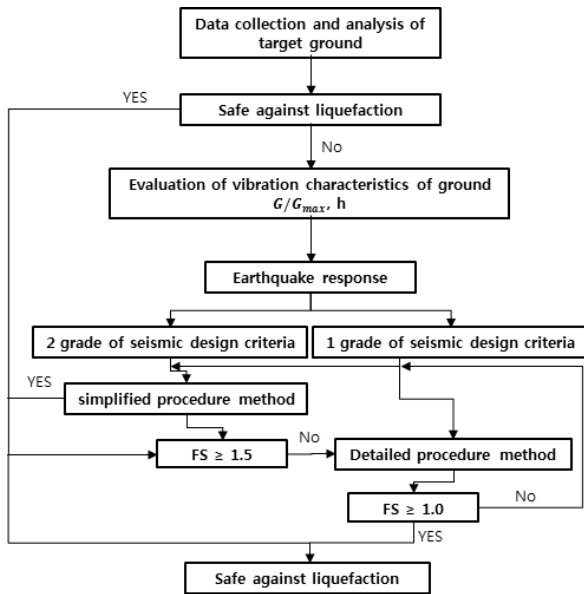 Data collection and analysis of
target ground
YES
Safe against liquefaction
No
Evaluation of vibration characteristics of ground
G/Gmax, h
Earthquake response
2 grade of seismic design criteria
1 grade of seismic design criteria
YES
simplified procedure method
FS ≥ 1.5
No
Detailed procedure method
FS ≥ 1.0
No
YES
Safe against liquefaction